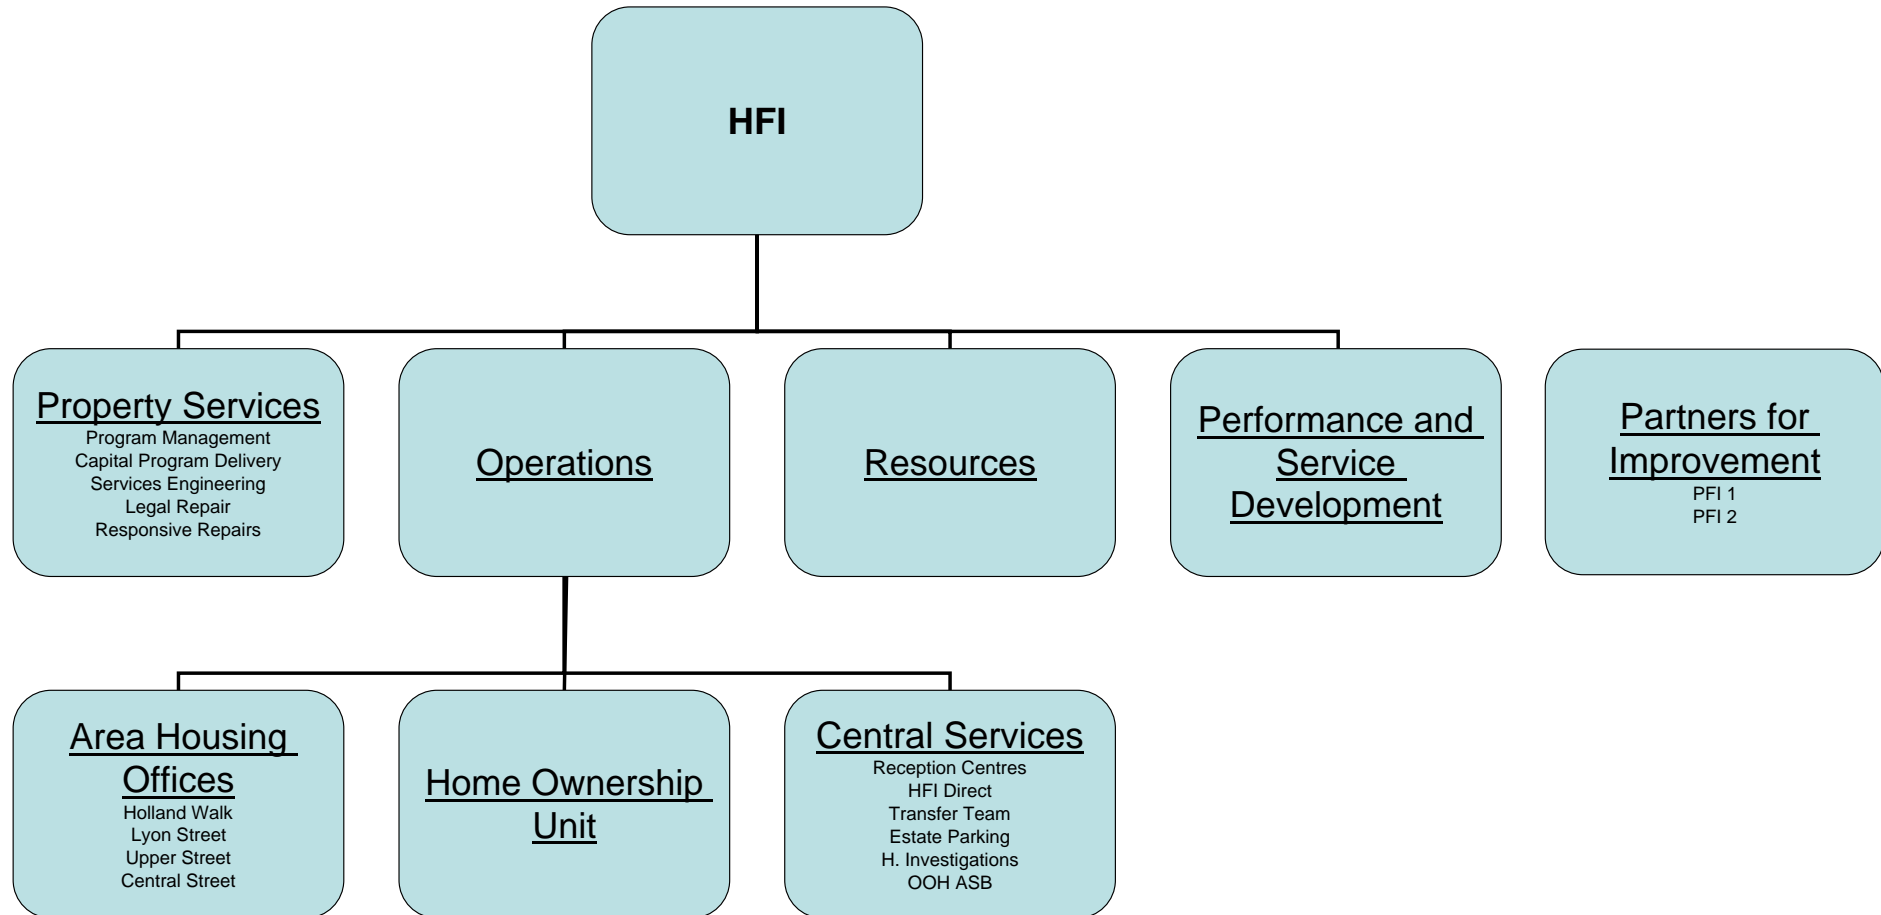 HFI
Property Services
Program Management
Capital Program Delivery
Services Engineering
Legal Repair
Responsive Repairs
Operations
Resources
Performance and
Service
Development
Partners for
Improvement
PFI 1
PFI 2
Area Housing
Offices
Holland Walk
Lyon Street
Upper Street
Central Street
Home Ownership
Unit
Central Services
Reception Centres
HFI Direct
Transfer Team
Estate Parking
H. Investigations
OOH ASB